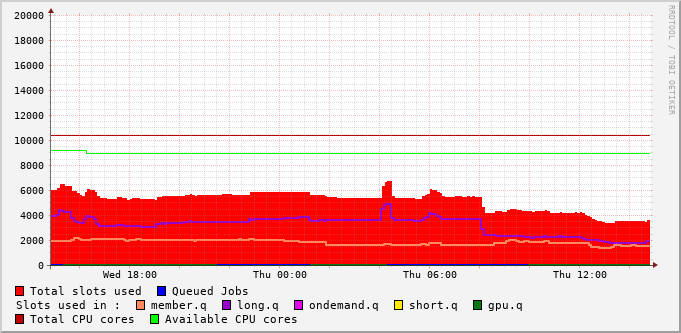 20000
18000
16000
14000
12000
10000
8000
6000
4000
2000
0
Wed 18:00 Thu 00:00 Thu 06:00 Thu 12:00
Total slots used Queued Jobs
Slots used in : member.q long.q ondemand.q short.q gpu.q
Total CPU cores Available CPU cores
RRDTOOL / TOBI OETIKER